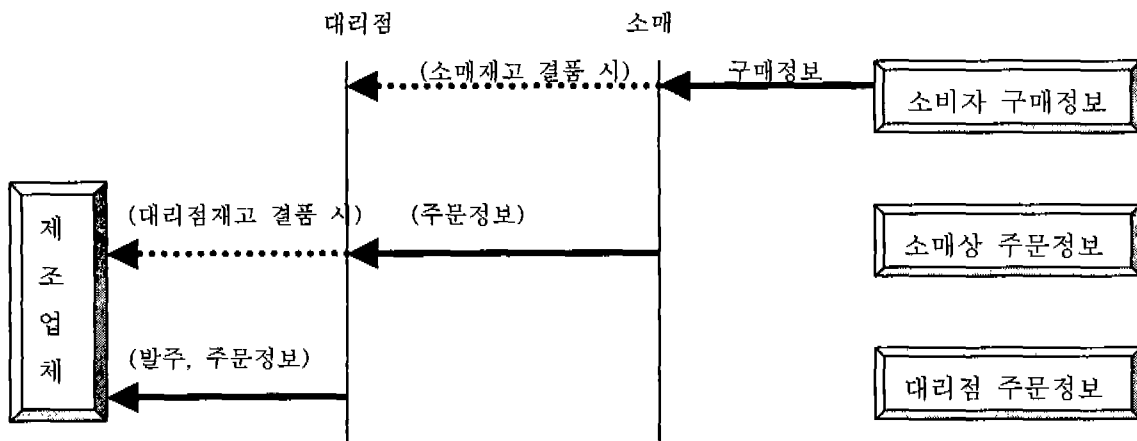 대리점
소매
(소매재고 결품 시)
구매정보
소비자 구매정보
제
조
업
체
(대리점재고 결품 시)
(주문정보)
소매상 주문정보
(발주, 주문정보)
대리점 주문정보